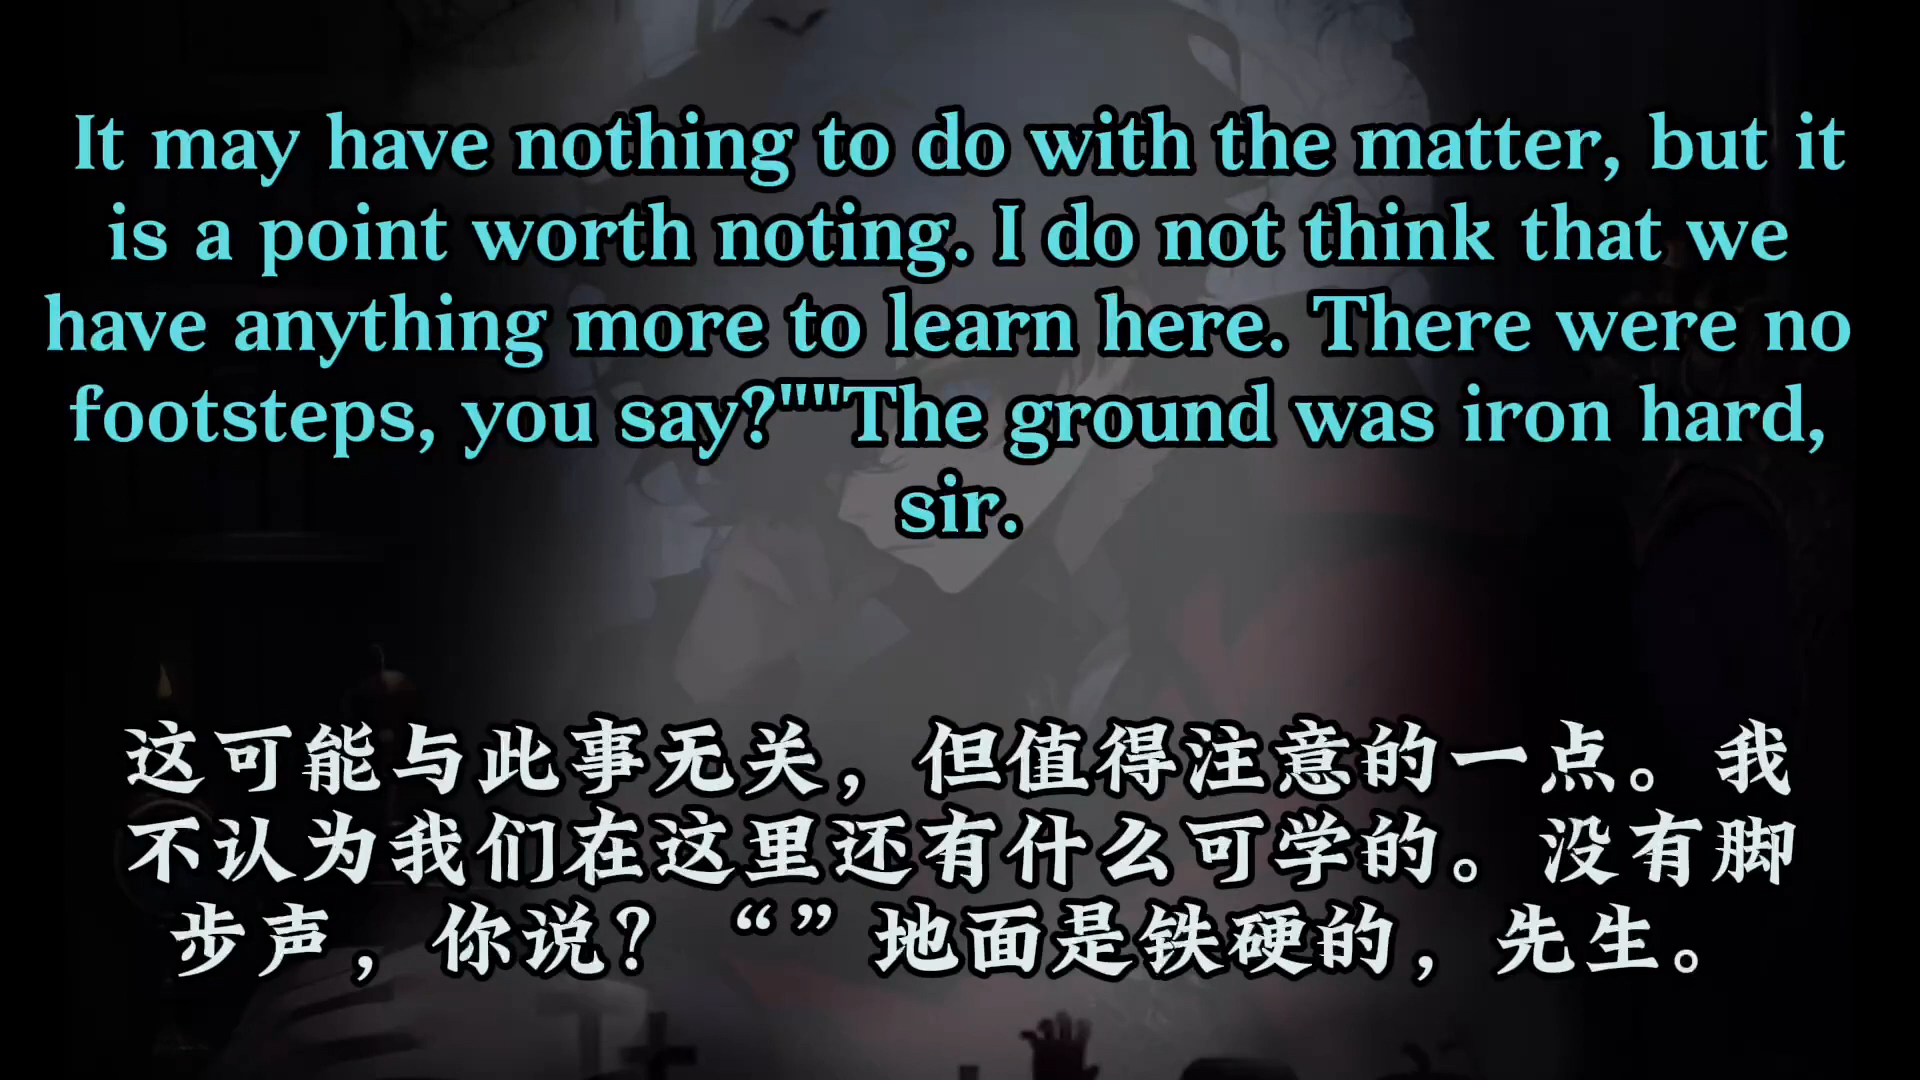 It may have nothing to do with the matter, but it
is a point worth noting. I do not think that we
have anything more to learn here. There were no
footsteps, you say?""The ground was iron hard,
sir.
这可能与此事无关，但值得注意的一点。我
不认为我们在这里还有什么可学的。没有脚
步声，你说？“”地面是铁硬的，先生。